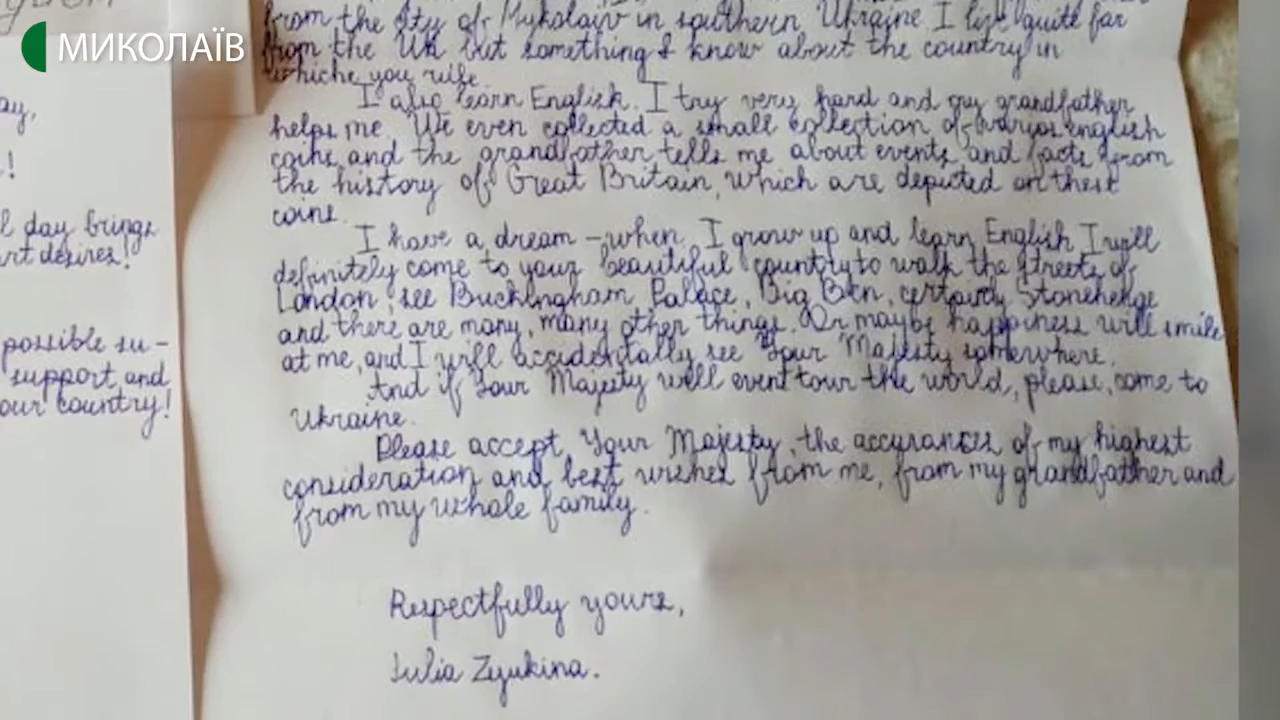 МИКОЛАЇВ
ay,
!
l day brings
rt desires!
possible su-
support and
our country!
from the city of Mykolayiv in southern Ukraine. I live quite far
from the UK but something I know about the country in
whiche you rule.
I also learn English. I try very hard and my grandfather
helps me. We even collected a small collection of varios english
coins and the grandfather tells me about events and facts from
the history of Great Britain, which are depicted on these
coins.
I have a dream – when I grow up and learn English I will
definitely come to your beautiful country to walk the streets of
London, see Buckingham Palace, Big Ben, certainly Stonehenge
and there are many, many other things. Or maybe happiness will smile
at me, and I will accidentally see Your Majesty somewhere.
And if Your Majesty will event tour the world, please, come to
Ukraine.
Please accept, Your Majesty, the assurances of my highest
consideration and best wishes from me, from my grandfather and
from my whole family.
Respectfully yours,
Iulia Zyukina.